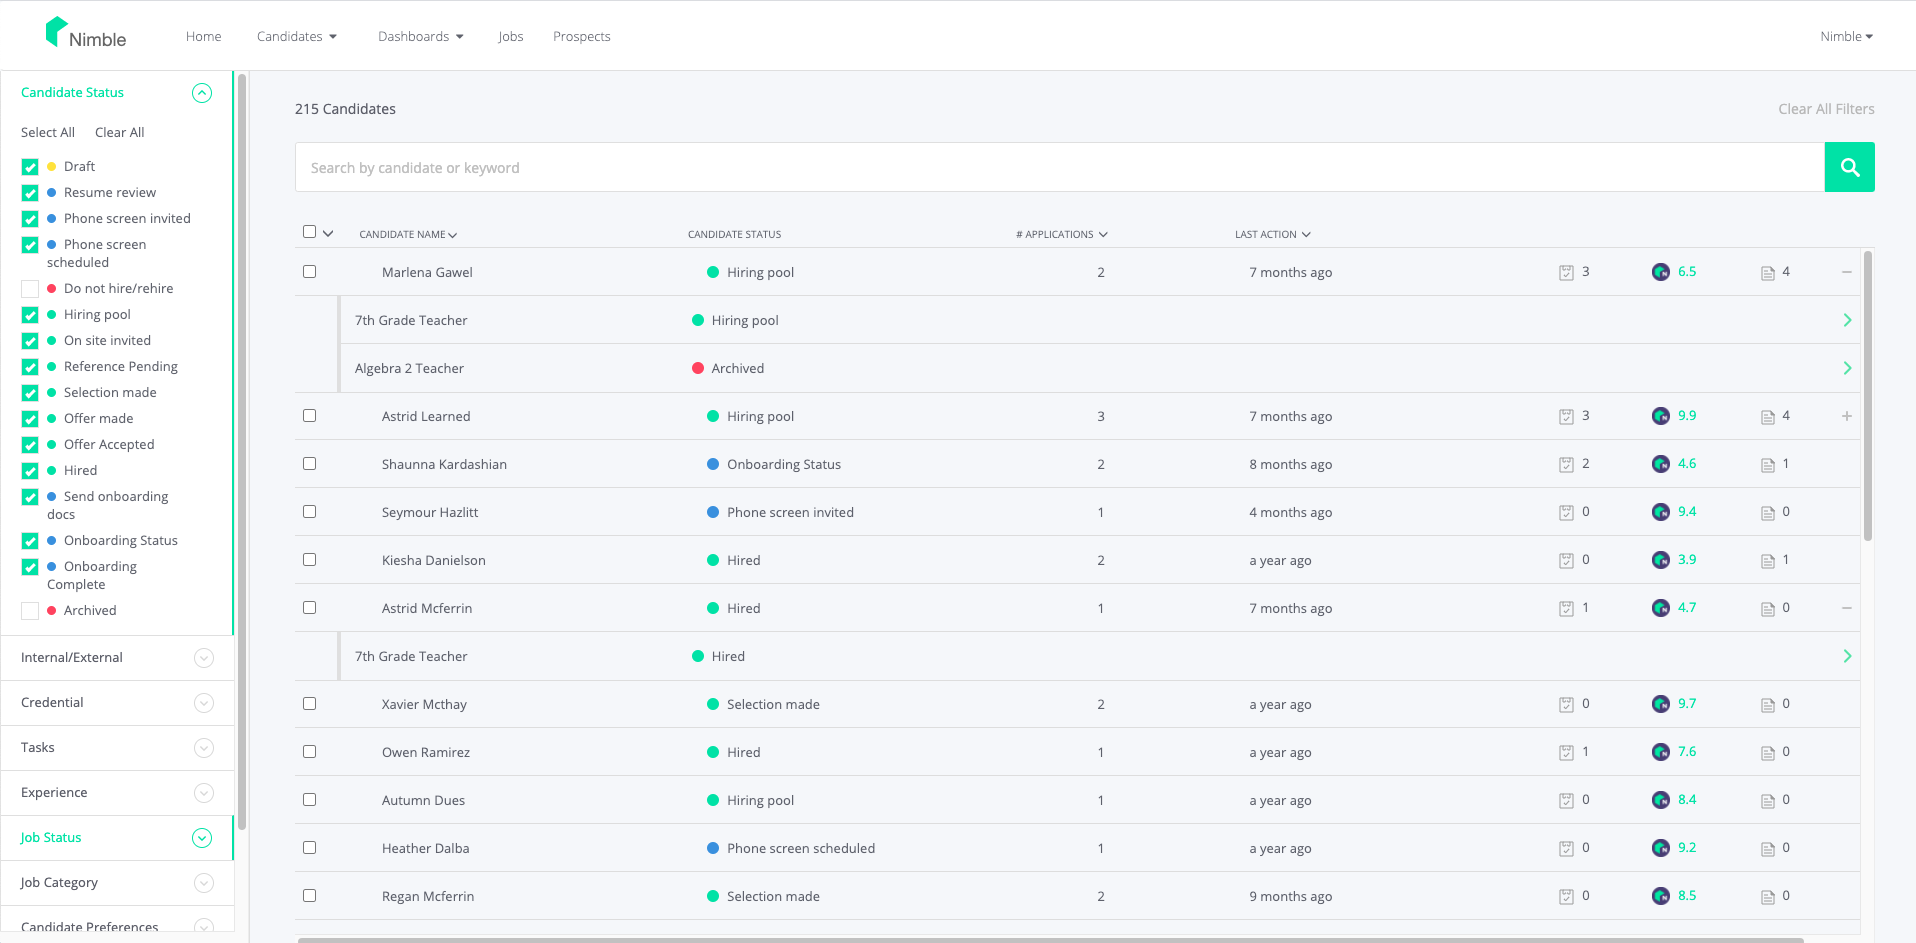 Nimble
Home
Candidates
Dashboards
Jobs
Prospects
Nimble
Candidate Status
Select All
Clear All
Draft
Resume review
Phone screen invited
Phone screen
scheduled
Do not hire/rehire
Hiring pool
On site invited
Reference Pending
Selection made
Offer made
Offer Accepted
Hired
Send onboarding
docs
Onboarding Status
Onboarding
Complete
Archived
Internal/External
Credential
Tasks
Experience
Job Status
Job Category
Candidate Preferences
215 Candidates
Clear All Filters
Search by candidate or keyword
CANDIDATE NAME CANDIDATE STATUS # APPLICATIONS LAST ACTION
Marlena Gawel Hiring pool 2 7 months ago 3 6.5 4
7th Grade Teacher Hiring pool
Algebra 2 Teacher Archived
Astrid Learned Hiring pool 3 7 months ago 3 9.9 4
Shaunna Kardashian Onboarding Status 2 8 months ago 2 4.6 1
Seymour Hazlitt Phone screen invited 1 4 months ago 0 9.4 0
Kiesha Danielson Hired 2 a year ago 0 3.9 1
Astrid Mcferrin Hired 1 7 months ago 1 4.7 0
7th Grade Teacher Hired
Xavier Mcthay Selection made 2 a year ago 0 9.7 0
Owen Ramirez Hired 1 a year ago 1 7.6 0
Autumn Dues Hiring pool 1 a year ago 0 8.4 0
Heather Dalba Phone screen scheduled 1 a year ago 0 9.2 0
Regan Mcferrin Selection made 2 9 months ago 0 8.5 0